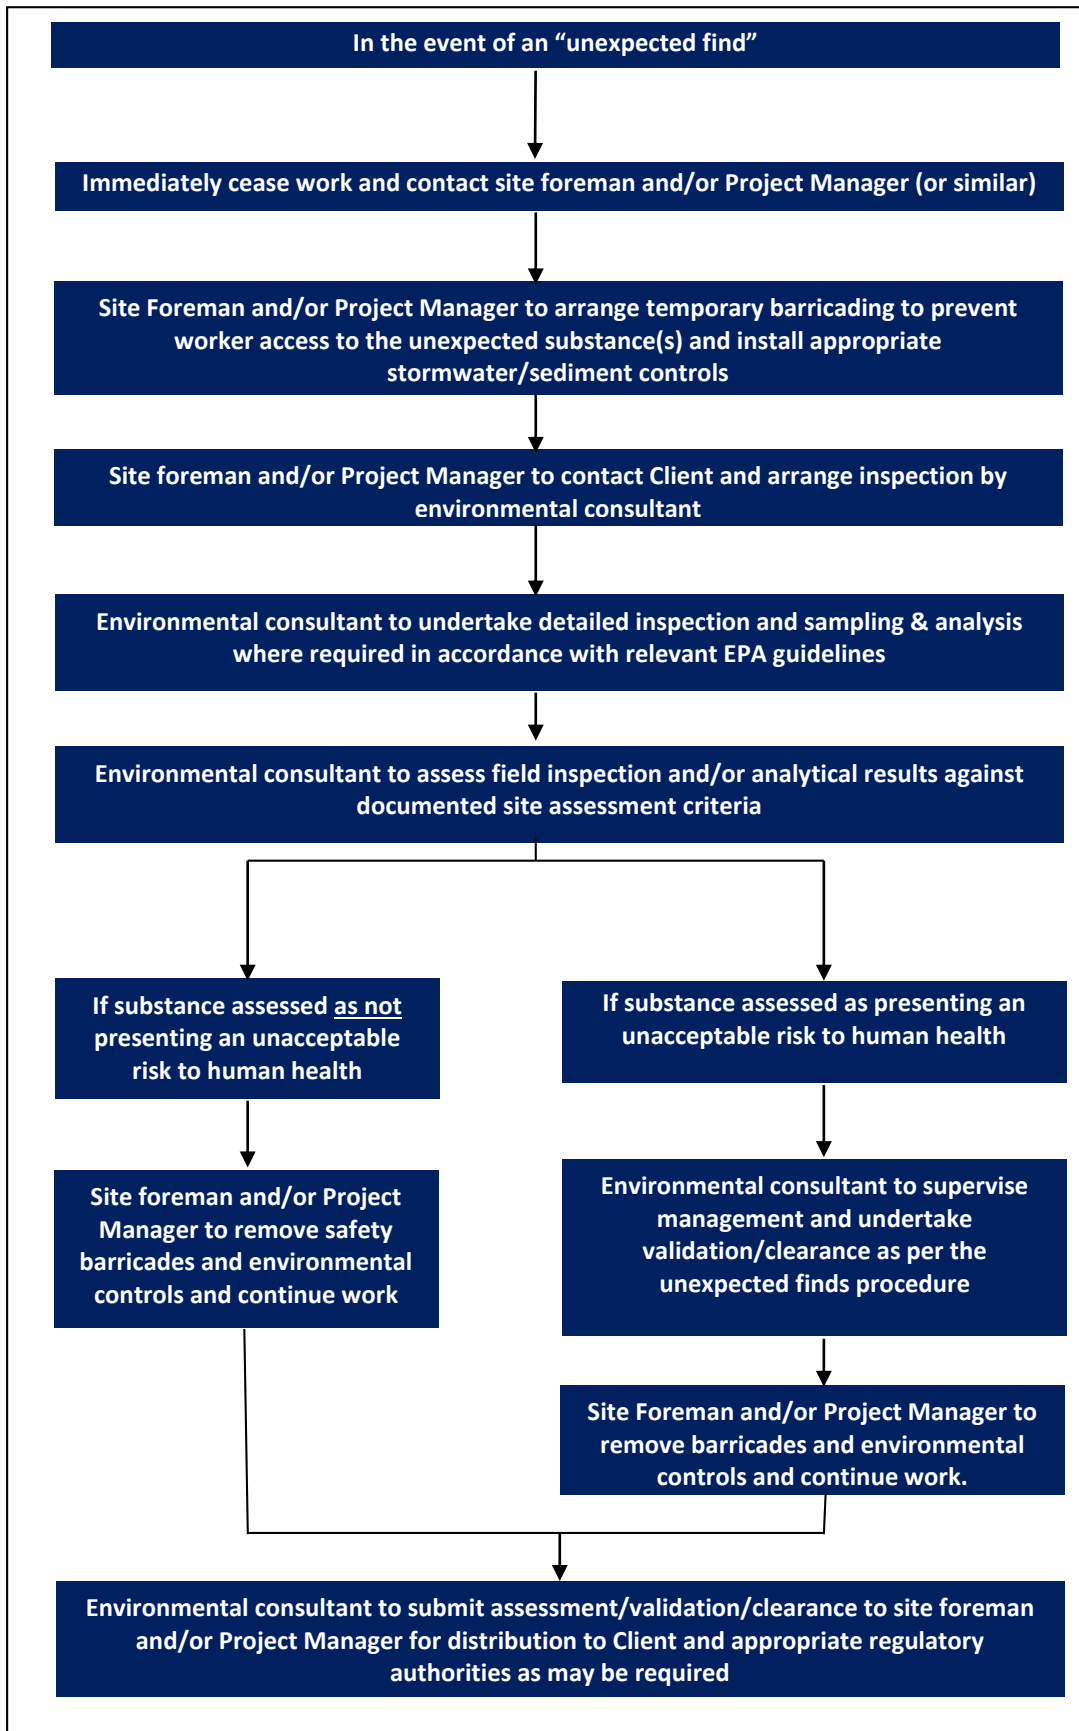 In the event of an “unexpected find”
Immediately cease work and contact site foreman and/or Project Manager (or similar)
Site Foreman and/or Project Manager to arrange temporary barricading to prevent
worker access to the unexpected substance(s) and install appropriate
stormwater/sediment controls
Site foreman and/or Project Manager to contact Client and arrange inspection by
environmental consultant
Environmental consultant to undertake detailed inspection and sampling & analysis
where required in accordance with relevant EPA guidelines
Environmental consultant to assess field inspection and/or analytical results against
documented site assessment criteria
If substance assessed as not
presenting an unacceptable
risk to human health
If substance assessed as presenting an
unacceptable risk to human health
Site foreman and/or Project
Manager to remove safety
barricades and environmental
controls and continue work
Environmental consultant to supervise
management and undertake
validation/clearance as per the
unexpected finds procedure
Site Foreman and/or Project Manager to
remove barricades and environmental
controls and continue work.
Environmental consultant to submit assessment/validation/clearance to site foreman
and/or Project Manager for distribution to Client and appropriate regulatory
authorities as may be required